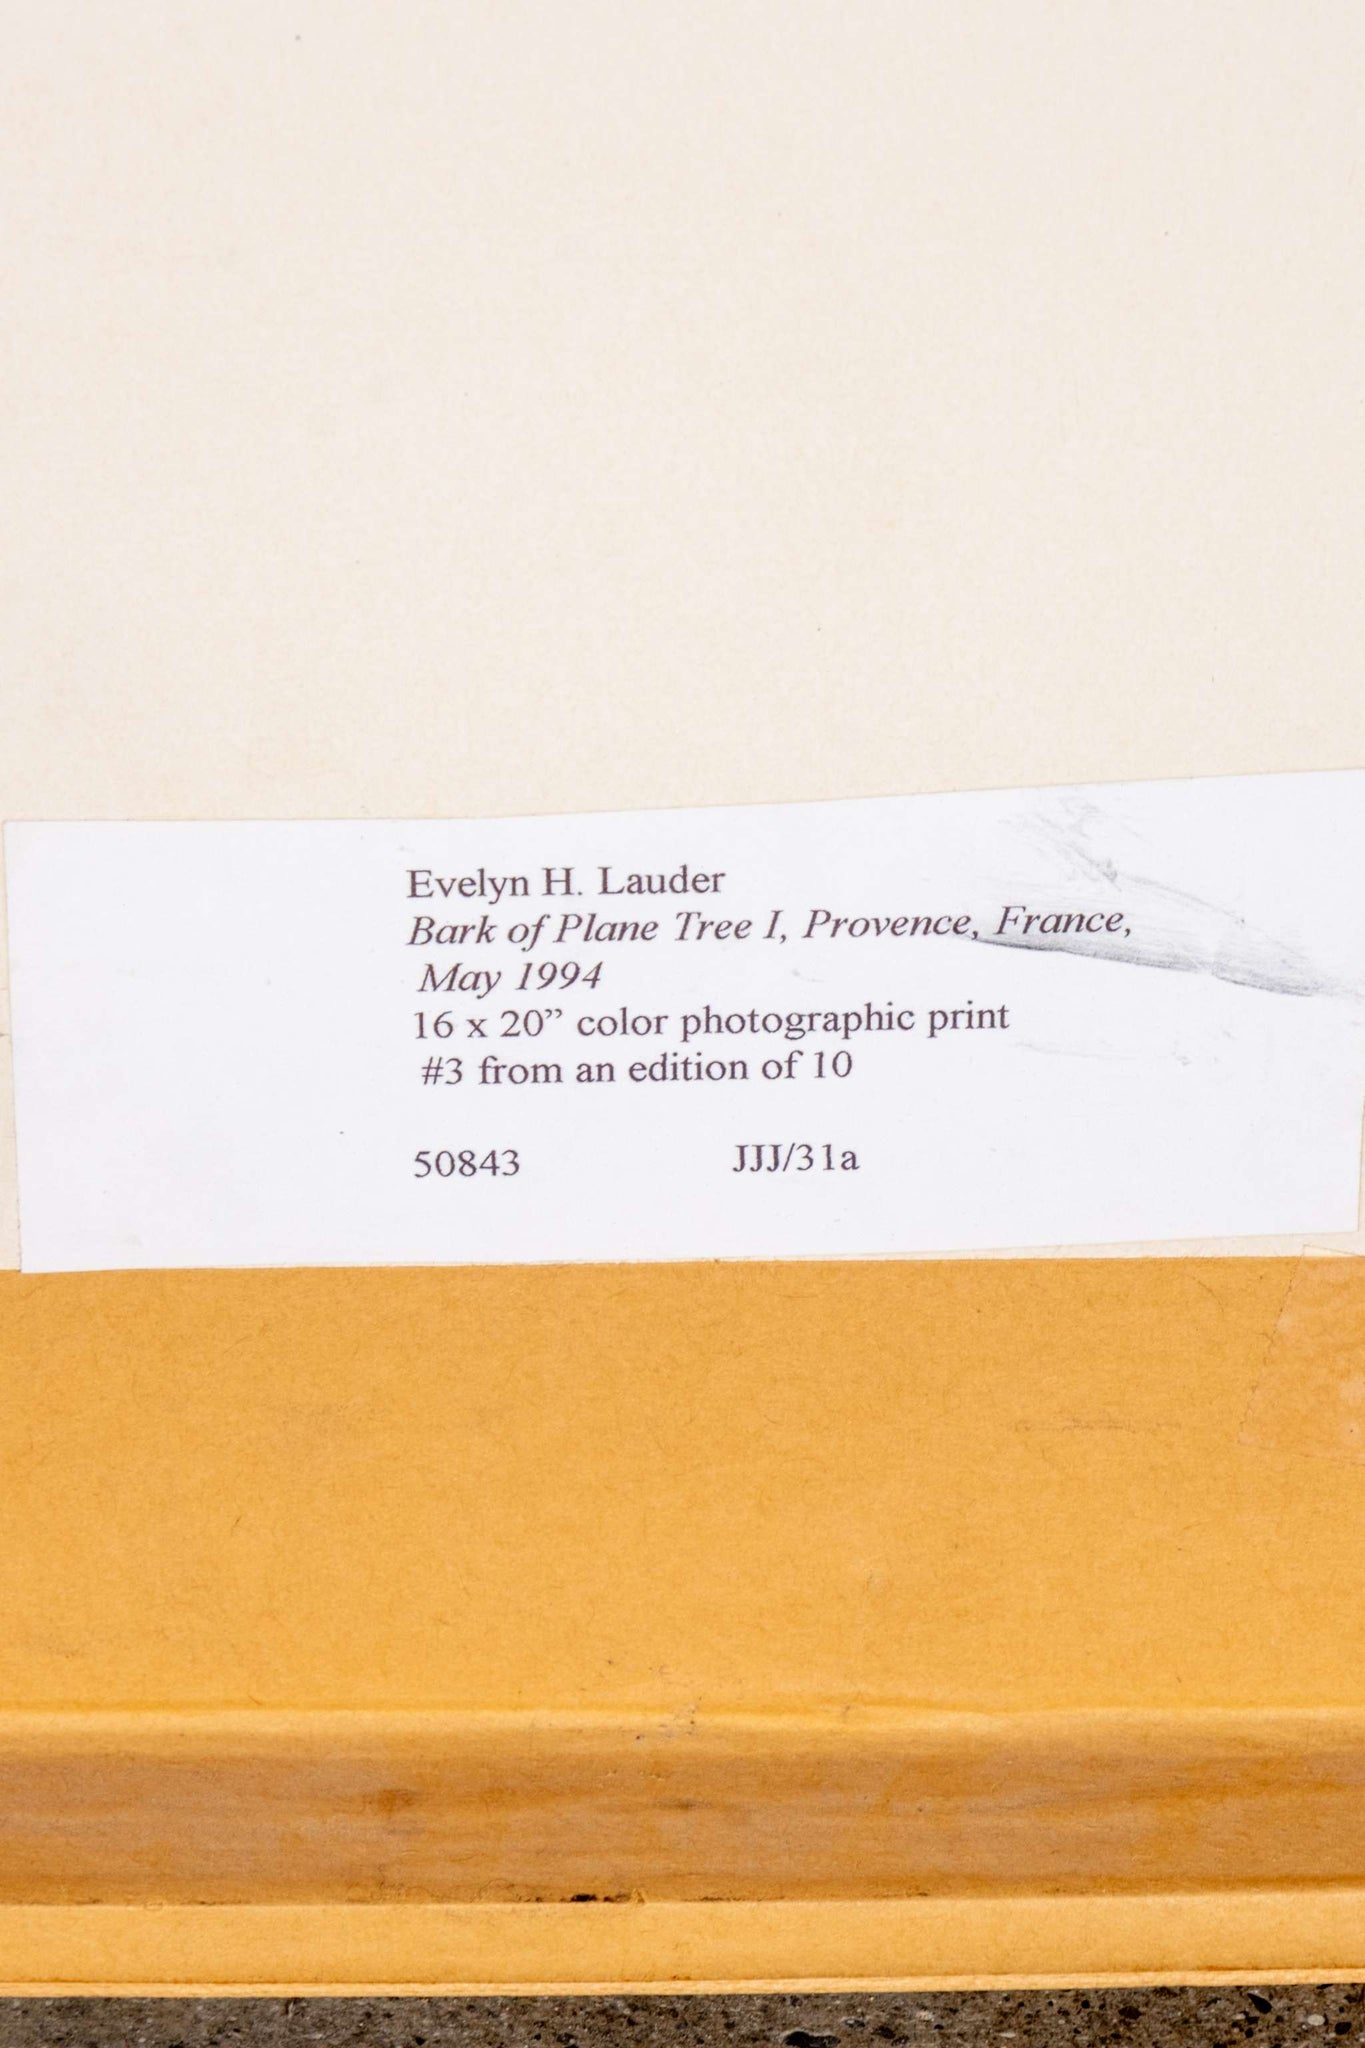 Evelyn H. Lauder
Bark of Plane Tree I, Provence, France,
May 1994
16 x 20” color photographic print
#3 from an edition of 10
50843 JJJ/31a